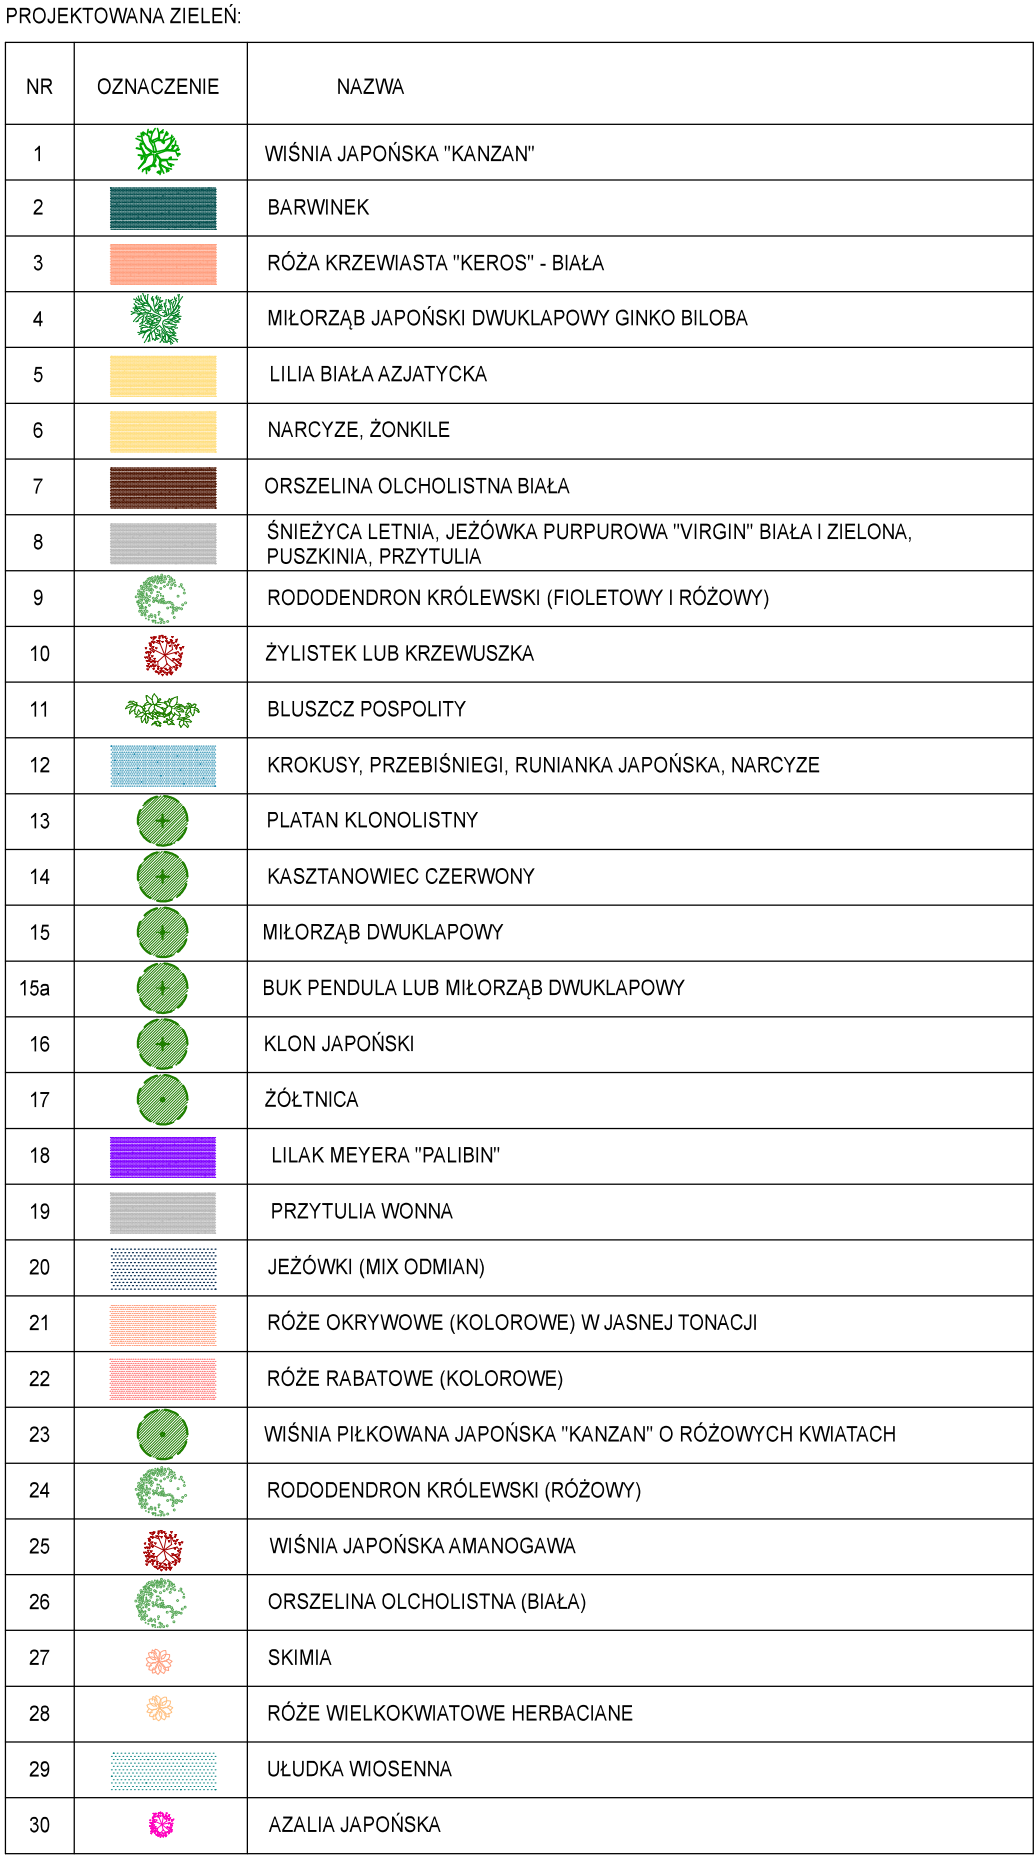 PROJEKTOWANA ZIELEŃ:
NR OZNACZENIE NAZWA
1 WIŚNIA JAPOŃSKA "KANZAN"
2 BARWINEK
3 RÓŻA KRZEWIASTA "KEROS" - BIAŁA
4 MIŁORZĄB JAPOŃSKI DWUKLAPOWY GINKO BILOBA
5 LILIA BIAŁA AZJATYCKA
6 NARCYZE, ŻONKILE
7 ORSZELINA OLCHOLISTNA BIAŁA
8 ŚNIEŻYCA LETNIA, JEŻÓWKA PURPUROWA "VIRGIN" BIAŁA I ZIELONA,
PUSZKINIA, PRZYTULIA
9 RODODENDRON KRÓLEWSKI (FIOLETOWY I RÓŻOWY)
10 ŻYLISTEK LUB KRZEWUSZKA
11 BLUSZCZ POSPOLITY
12 KROKUSY, PRZEBIŚNIEGI, RUNIANKA JAPOŃSKA, NARCYZE
13 PLATAN KLONOLISTNY
14 KASZTANOWIEC CZERWONY
15 MIŁORZĄB DWUKLAPOWY
15a BUK PENDULA LUB MIŁORZĄB DWUKLAPOWY
16 KLON JAPOŃSKI
17 ŻÓŁTNICA
18 LILAK MEYERA "PALIBIN"
19 PRZYTULIA WONNA
20 JEŻÓWKI (MIX ODMIAN)
21 RÓŻE OKRYWOWE (KOLOROWE) W JASNEJ TONACJI
22 RÓŻE RABATOWE (KOLOROWE)
23 WIŚNIA PIŁKOWANA JAPOŃSKA "KANZAN" O RÓŻOWYCH KWIATACH
24 RODODENDRON KRÓLEWSKI (RÓŻOWY)
25 WIŚNIA JAPOŃSKA AMANOGAWA
26 ORSZELINA OLCHOLISTNA (BIAŁA)
27 SKIMIA
28 RÓŻE WIELKOKWIATOWE HERBACIANE
29 UŁUDKA WIOSENNA
30 AZALIA JAPOŃSKA